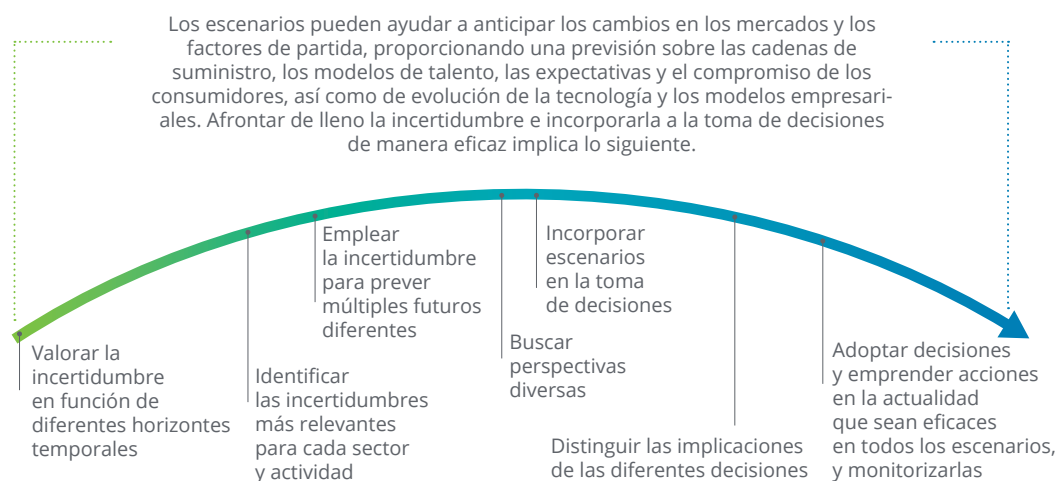 Los escenarios pueden ayudar a anticipar los cambios en los mercados y los
factores de partida, proporcionando una previsión sobre las cadenas de
suministro, los modelos de talento, las expectativas y el compromiso de los
consumidores, así como de evolución de la tecnología y los modelos empresari-
ales. Afrontar de lleno la incertidumbre e incorporarla a la toma de decisiones
de manera eficaz implica lo siguiente.
Valorar la
incertidumbre
en función de
diferentes horizontes
temporales
Identificar
las incertidumbres
más relevantes
para cada sector
y actividad
Emplear
la incertidumbre
para prever
múltiples futuros
diferentes
Buscar
perspectivas
diversas
Incorporar
escenarios
en la toma
de decisiones
Distinguir las implicaciones
de las diferentes decisiones
Adoptar decisiones
y emprender acciones
en la actualidad
que sean eficaces
en todos los escenarios,
y monitorizarlas